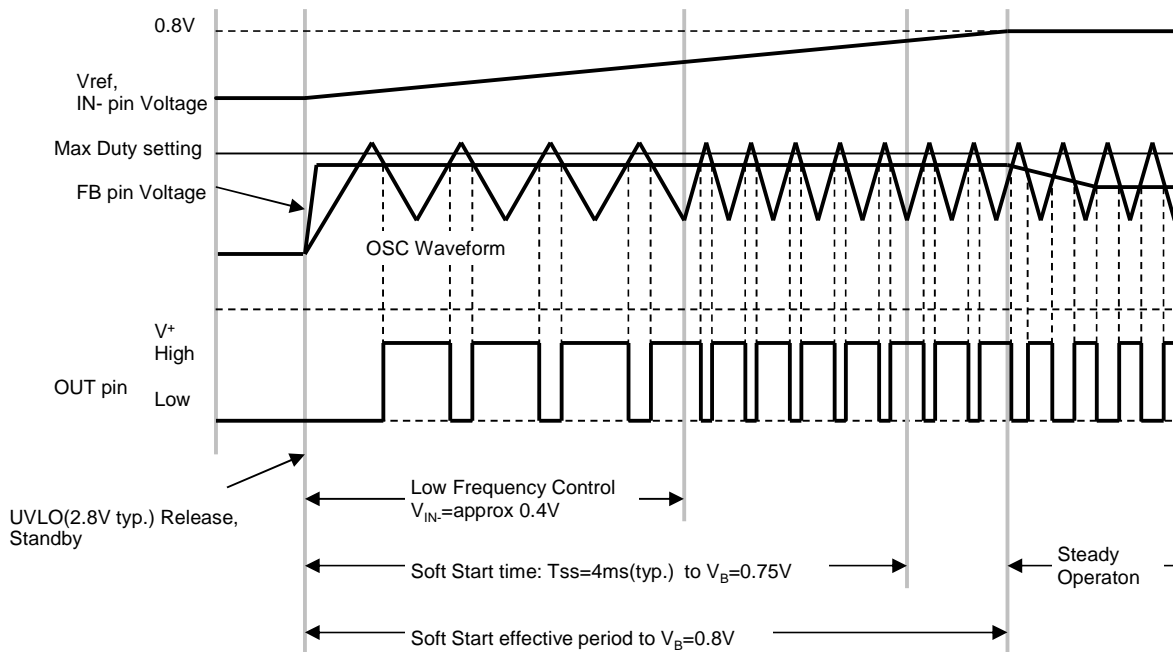 0.8V
Vref,
IN- pin Voltage
Max Duty setting
FB pin Voltage
OSC Waveform
V+
High
OUT pin
Low
Low Frequency Control
VIN-=approx 0.4V
UVLO(2.8V typ.) Release,
Standby
Soft Start time: Tss=4ms(typ.) to VB=0.75V
Steady
Operaton
Soft Start effective period to VB=0.8V